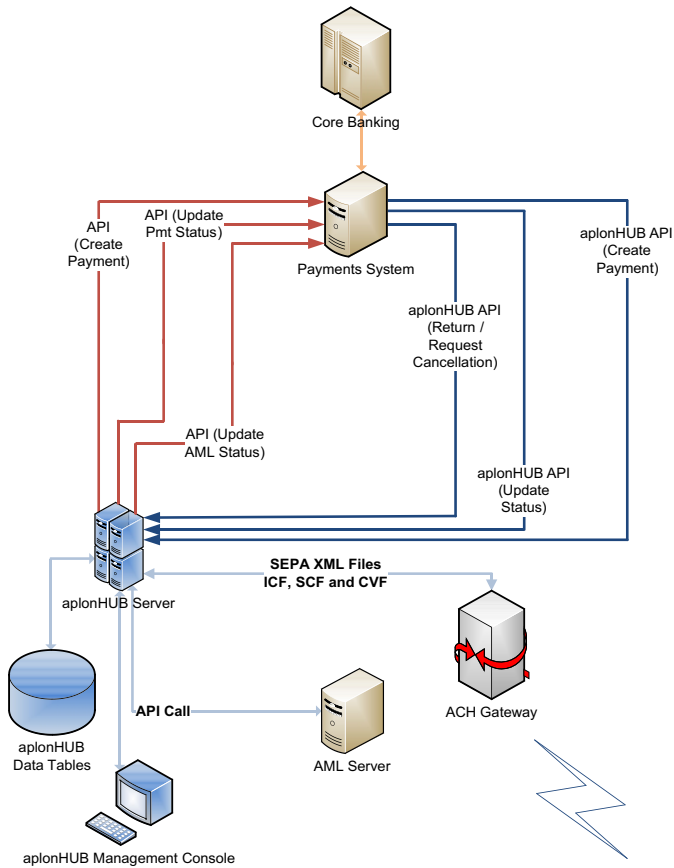 Core Banking
Payments System
API
(Create
Payment)
API (Update
Pmt Status)
API (Update
AML Status)
aplonHUB API
(Return /
Request
Cancellation)
aplonHUB API
(Create
Payment)
aplonHUB API
(Update
Status)
aplonHUB Server
SEPA XML Files
ICF, SCF and CVF
ACH Gateway
API Call
AML Server
aplonHUB
Data Tables
aplonHUB Management Console